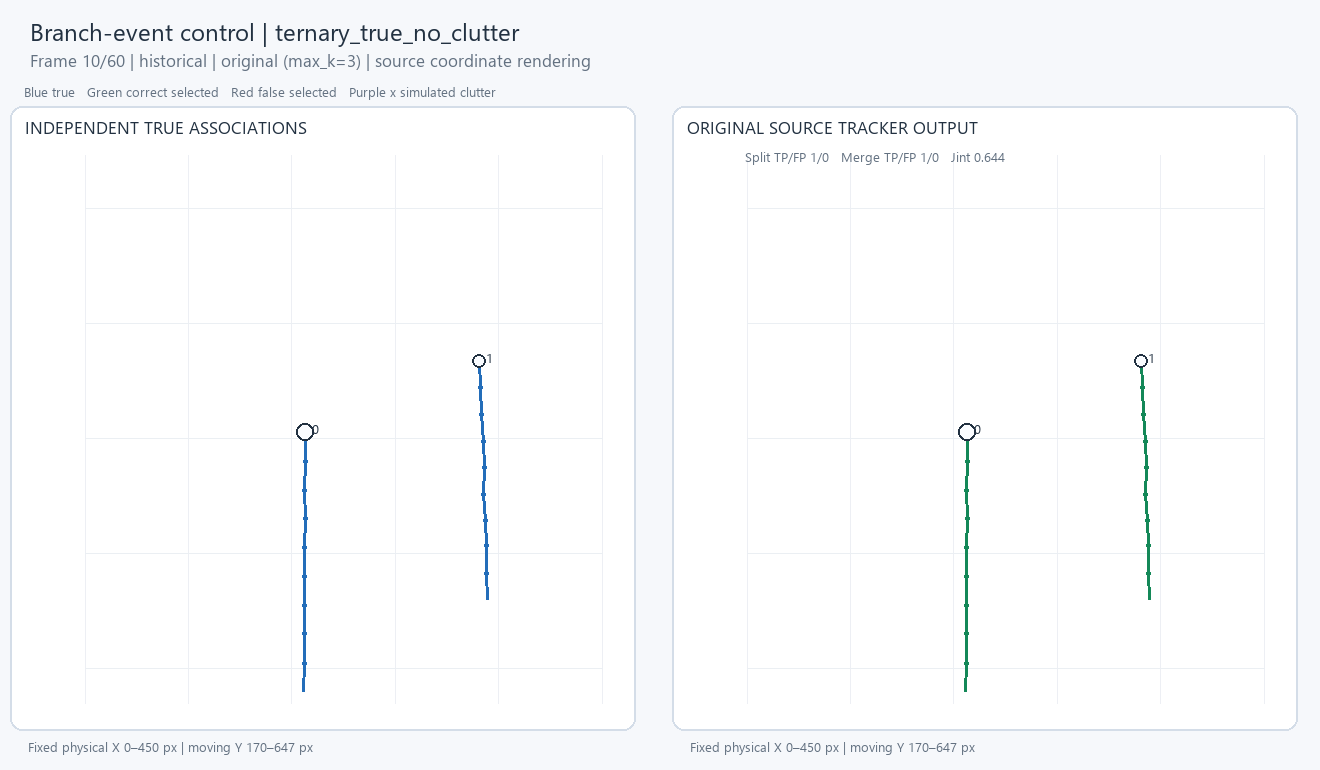 Branch-event control | ternary_true_no_clutter
Frame 10/60 | historical | original (max_k=3) | source coordinate rendering
Blue true Green correct selected Red false selected Purple x simulated clutter
INDEPENDENT TRUE ASSOCIATIONS
1
0
Fixed physical X 0–450 px | moving Y 170–647 px
ORIGINAL SOURCE TRACKER OUTPUT
Split TP/FP 1/0 Merge TP/FP 1/0 Jint 0.644
1
0
Fixed physical X 0–450 px | moving Y 170–647 px